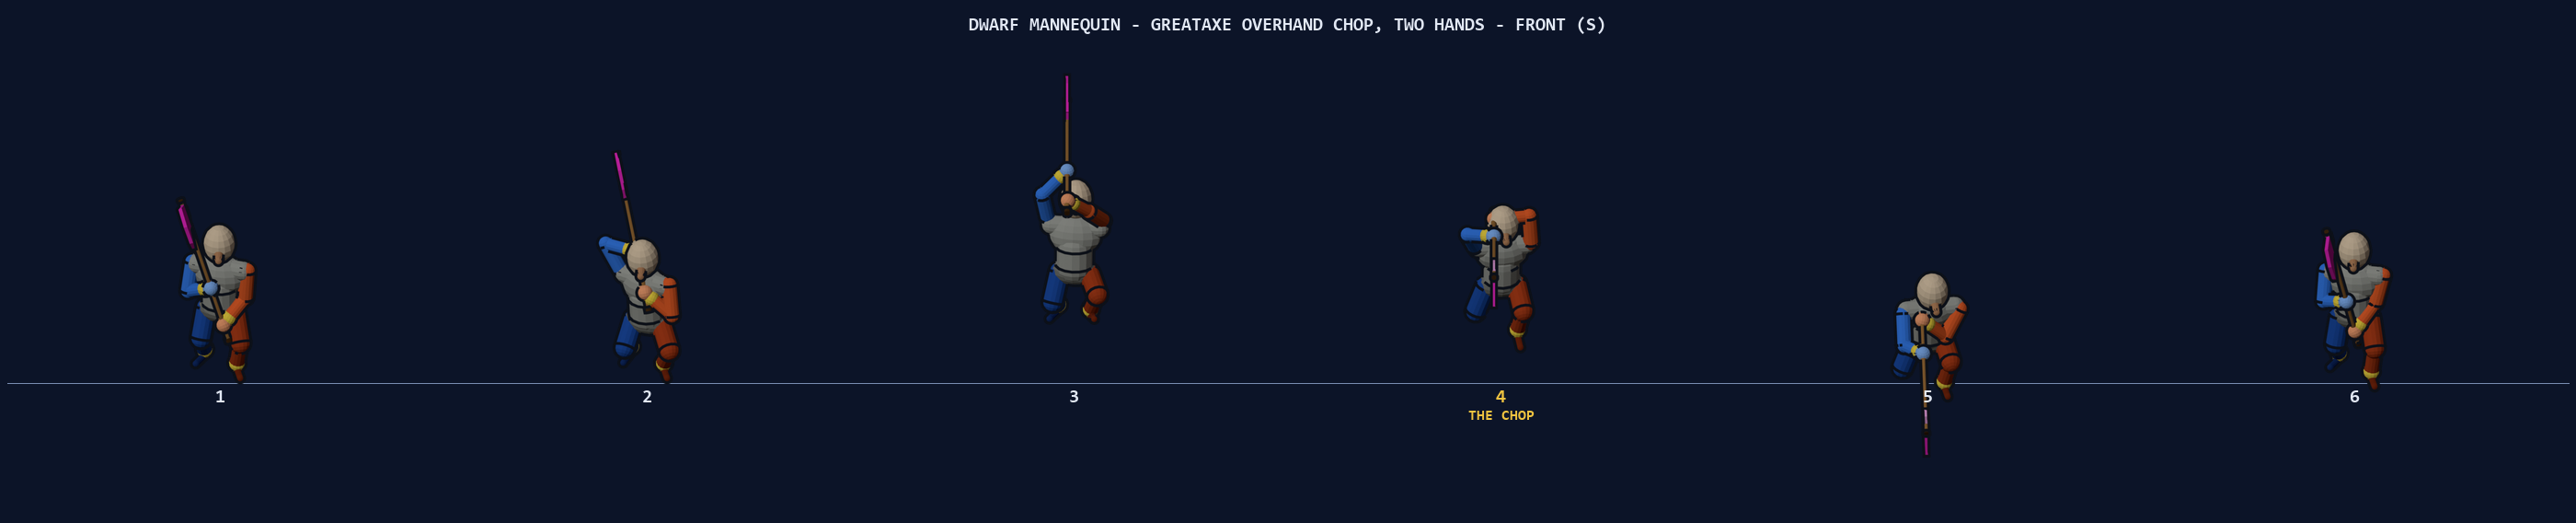 DWARF MANNEQUIN - GREATAXE OVERHAND CHOP, TWO HANDS - FRONT (S)
1 2 3 4 5 6
THE CHOP